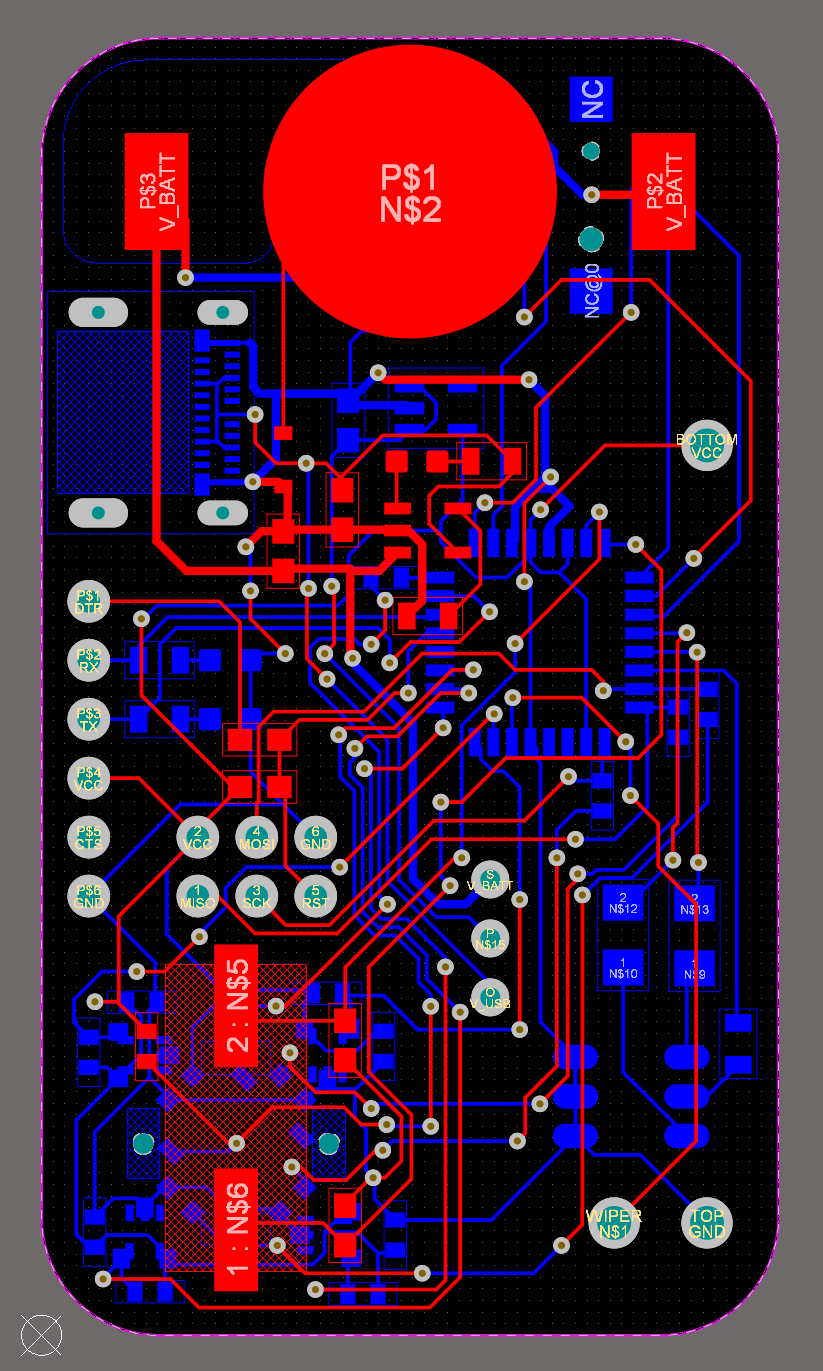 NC
P$3
V_BATT
P$1
N$2
P$2
V_BATT
NC@0
BOTTOM
VCC
P$1
DTR
P$2
RX
P$3
TX
P$4
VCC
P$5
CTS
P$6
GND
2
VCC
4
MOSI
6
GND
1
MISO
3
SCK
5
RST
S
V_BATT
P
N$15
O
V_USB
2
N$12
2
N$13
1
N$10
1
N$9
2 : N$5
1 : N$6
WIPER
N$1
TOP
GND